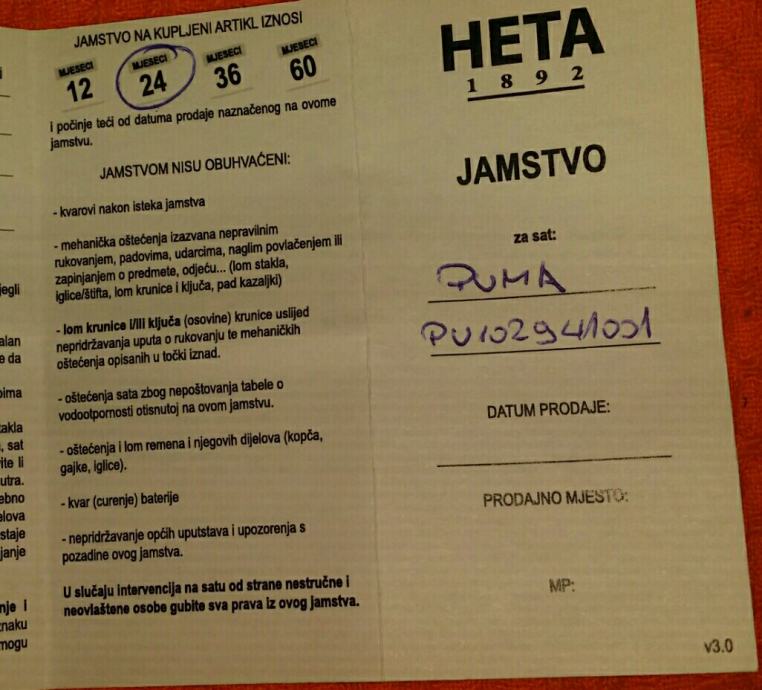 JAMSTVO NA KUPLJENI ARTIKL IZNOSI
MJESECI MJESECI MJESECI MJESECI
12 24 36 60
i počinje teći od datuma prodaje naznačenog na ovome
jamstvu.
JAMSTVOM NISU OBUHVAĆENI:
- kvarovi nakon isteka jamstva
- mehanička oštećenja izazvana nepravilnim
rukovanjem, padovima, udarcima, naglim povlačenjem ili
zapinjanjem o predmete, odjeću... (lom stakla,
iglice/štifta, lom krunice i ključa, pad kazaljki)
- lom krunice i/ili ključa (osovine) krunice uslijed
nepridržavanja uputa o rukovanju te mehaničkih
oštećenja opisanih u točki iznad.
- oštećenja sata zbog nepoštovanja tabele o
vodootpornosti otisnutoj na ovom jamstvu.
- oštećenja i lom remena i njegovih dijelova (kopča,
gajke, iglice).
- kvar (curenje) baterije
- nepridržavanje općih uputstava i upozorenja s
pozadine ovog jamstva.
U slučaju intervencija na satu od strane nestručne i
neovlaštene osobe gubite sva prava iz ovog jamstva.
HETA
1892
JAMSTVO
za sat:
PUMA
PU102941001
DATUM PRODAJE:
PRODAJNO MJESTO:
MP:
v3.0